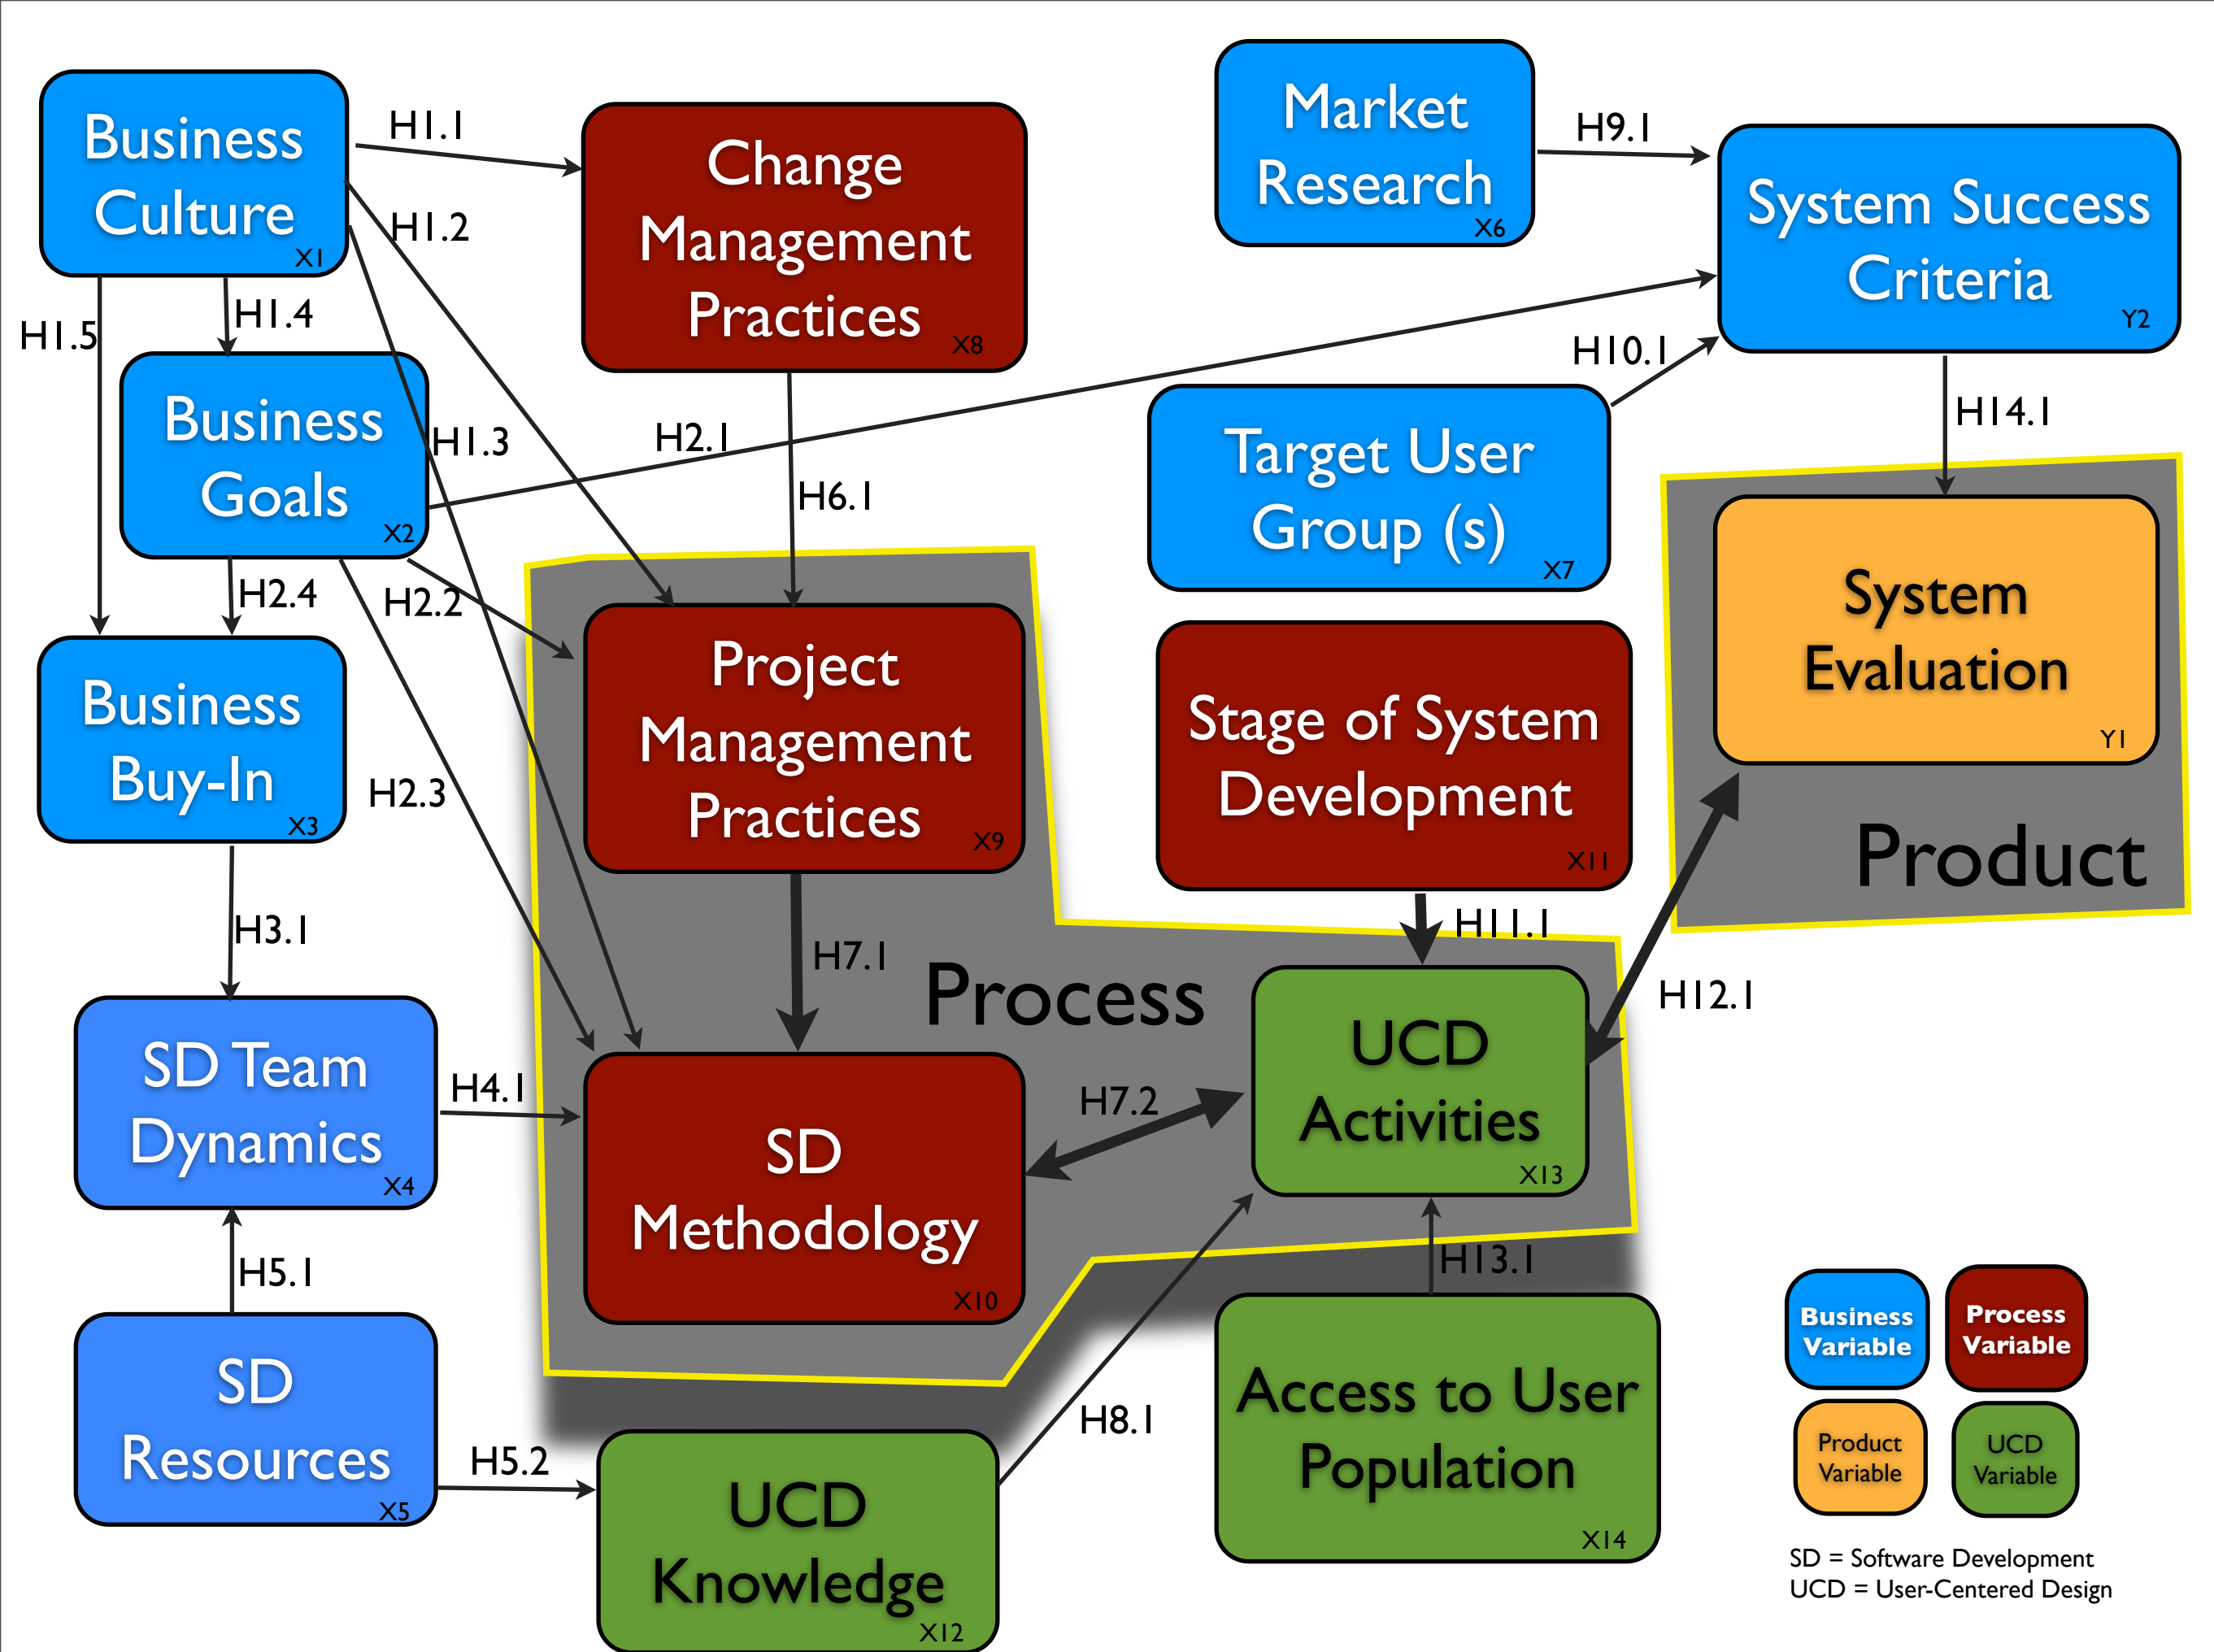 Business
Culture
X1
H1.1
H1.2
H1.3
H1.4
H1.5
Change
Management
Practices
X8
Market
Research
X6
H9.1
System Success
Criteria
Y2
Business
Goals
X2
H2.1
H2.2
H2.3
H2.4
H6.1
H10.1
Target User
Group (s)
X7
H14.1
System
Evaluation
Y1
Product
Business
Buy-In
X3
Project
Management
Practices
X9
Stage of System
Development
X11
H3.1
H7.1
Process
H11.1
H12.1
SD Team
Dynamics
X4
H4.1
SD
Methodology
X10
H7.2
UCD
Activities
X13
H5.1
H13.1
SD
Resources
X5
H5.2
UCD
Knowledge
X12
H8.1
Access to User
Population
X14
Business
Variable
Process
Variable
Product
Variable
UCD
Variable
SD = Software Development
UCD = User-Centered Design